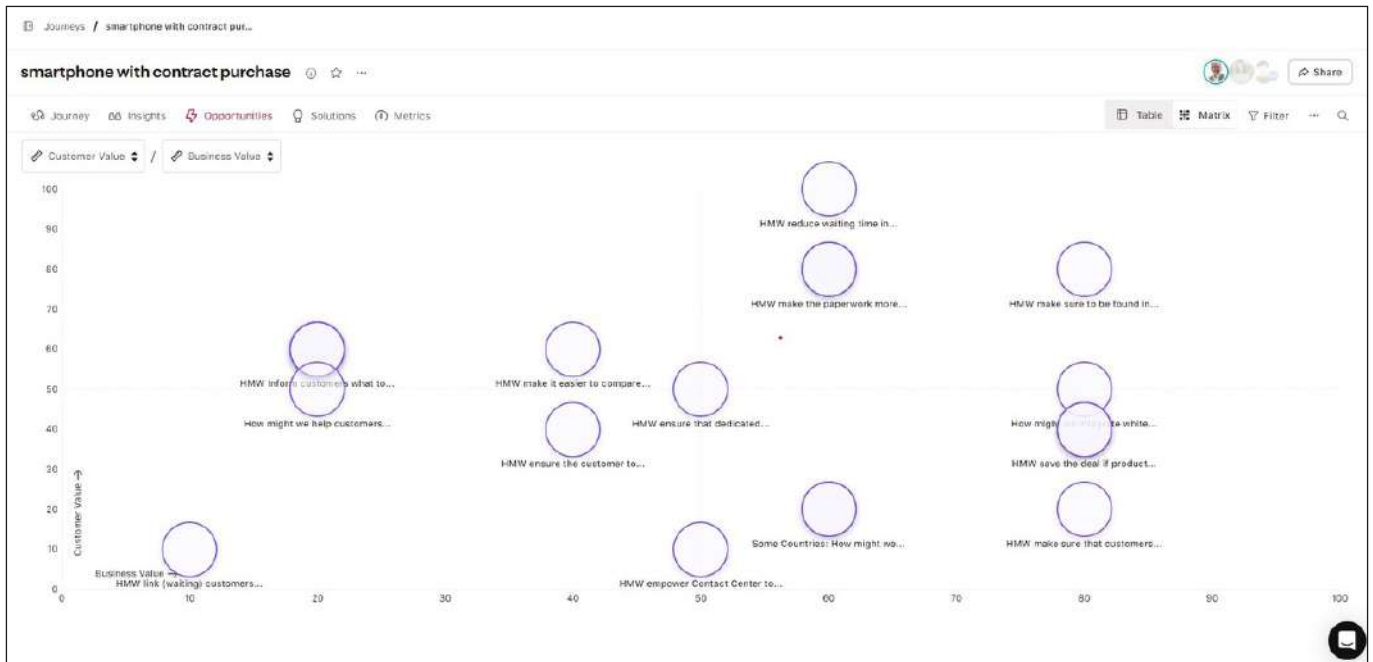 Journeys / smartphone with contract pur...
smartphone with contract purchase
Share
Journey Insights Opportunities Solutions Metrics
Table Matrix Filter
Customer Value / Business Value
100
HMW reduce waiting time in...
90
80
HMW make the paperwork more...
HMW make sure to be found in...
70
60
HMW Inform customers what to...
HMW make it easier to compare...
50
How might we help customers...
HMW ensure that dedicated...
How might white...
40
HMW ensure the customer to...
HMW save the deal if product...
30
Customer Value →
20
Some Countries: How might we...
HMW make sure that customers...
10
Business Value →
HMW link (waiting) customers...
HMW empower Contact Center to...
0
0 10 20 30 40 50 60 70 80 90 100